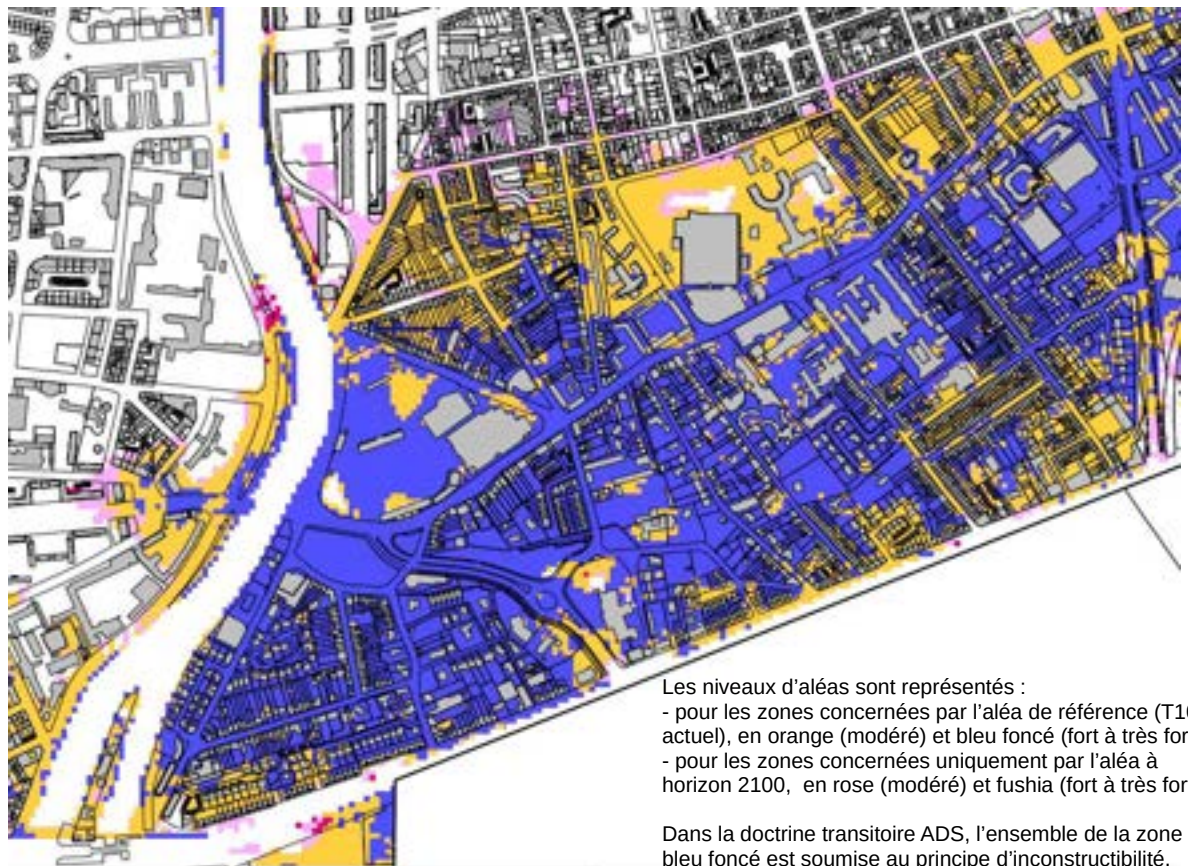 Les niveaux d’aléas sont représentés :
- pour les zones concernées par l’aléa de référence (T10
actuel), en orange (modéré) et bleu foncé (fort à très for
- pour les zones concernées uniquement par l’aléa à
horizon 2100, en rose (modéré) et fushia (fort à très for
Dans la doctrine transitoire ADS, l’ensemble de la zone
bleu foncé est soumise au principe d’inconstructibilité.